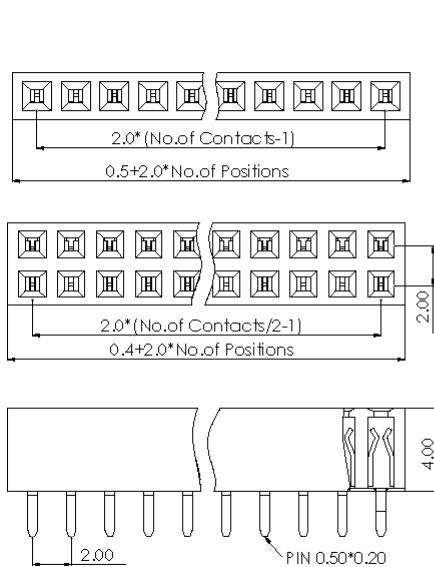 2.0*(No.of Contacts-1)
0.5+2.0*No.of Positions
2.00
2.0*(No.of Contacts/2-1)
0.4+2.0*No.of Positions
4.00
2.00
PIN 0.50*0.20